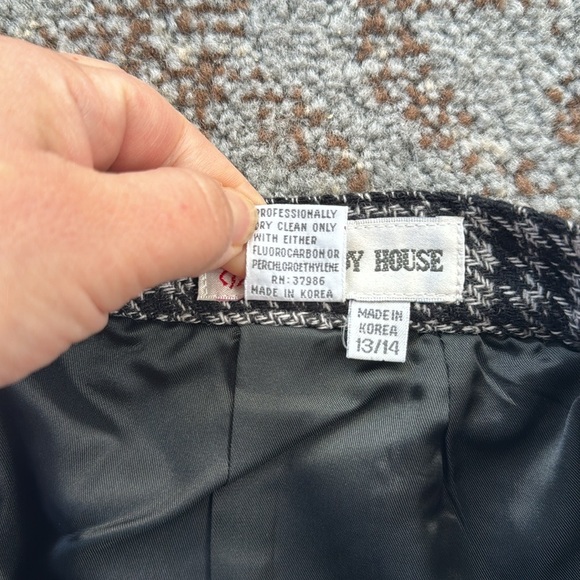 PROFESSIONALLY
DRY CLEAN ONLY
WITH EITHER
FLUOROCARBON OR
PERCHLOROETHYLENE
RN: 37986
MADE IN KOREA
HOUSE
MADE IN
KOREA
13/14